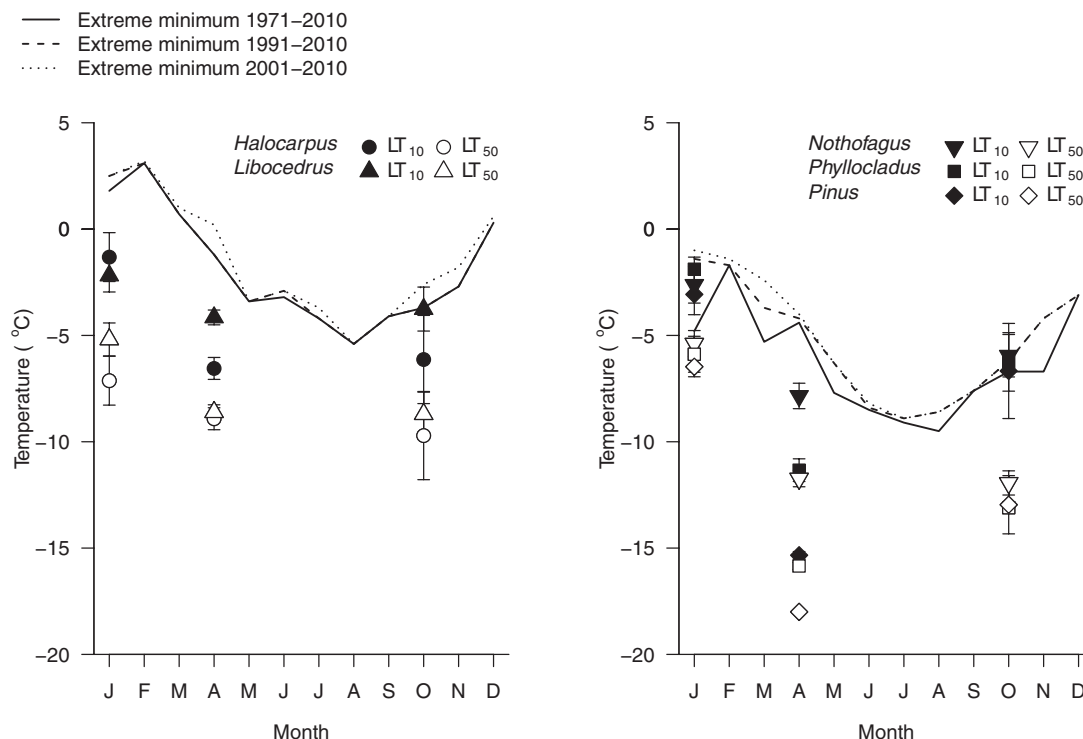 Extreme minimum 1971−2010
Extreme minimum 1991−2010
Extreme minimum 2001−2010
Halocarpus LT10 LT50
Libocedrus LT10 LT50
5
0
−5
−10
−15
−20
Temperature ( °C)
J F M A M J J A S O N D
Month
Nothofagus LT10 LT50
Phyllocladus LT10 LT50
Pinus LT10 LT50
5
0
−5
−10
−15
−20
Temperature ( °C)
J F M A M J J A S O N D
Month